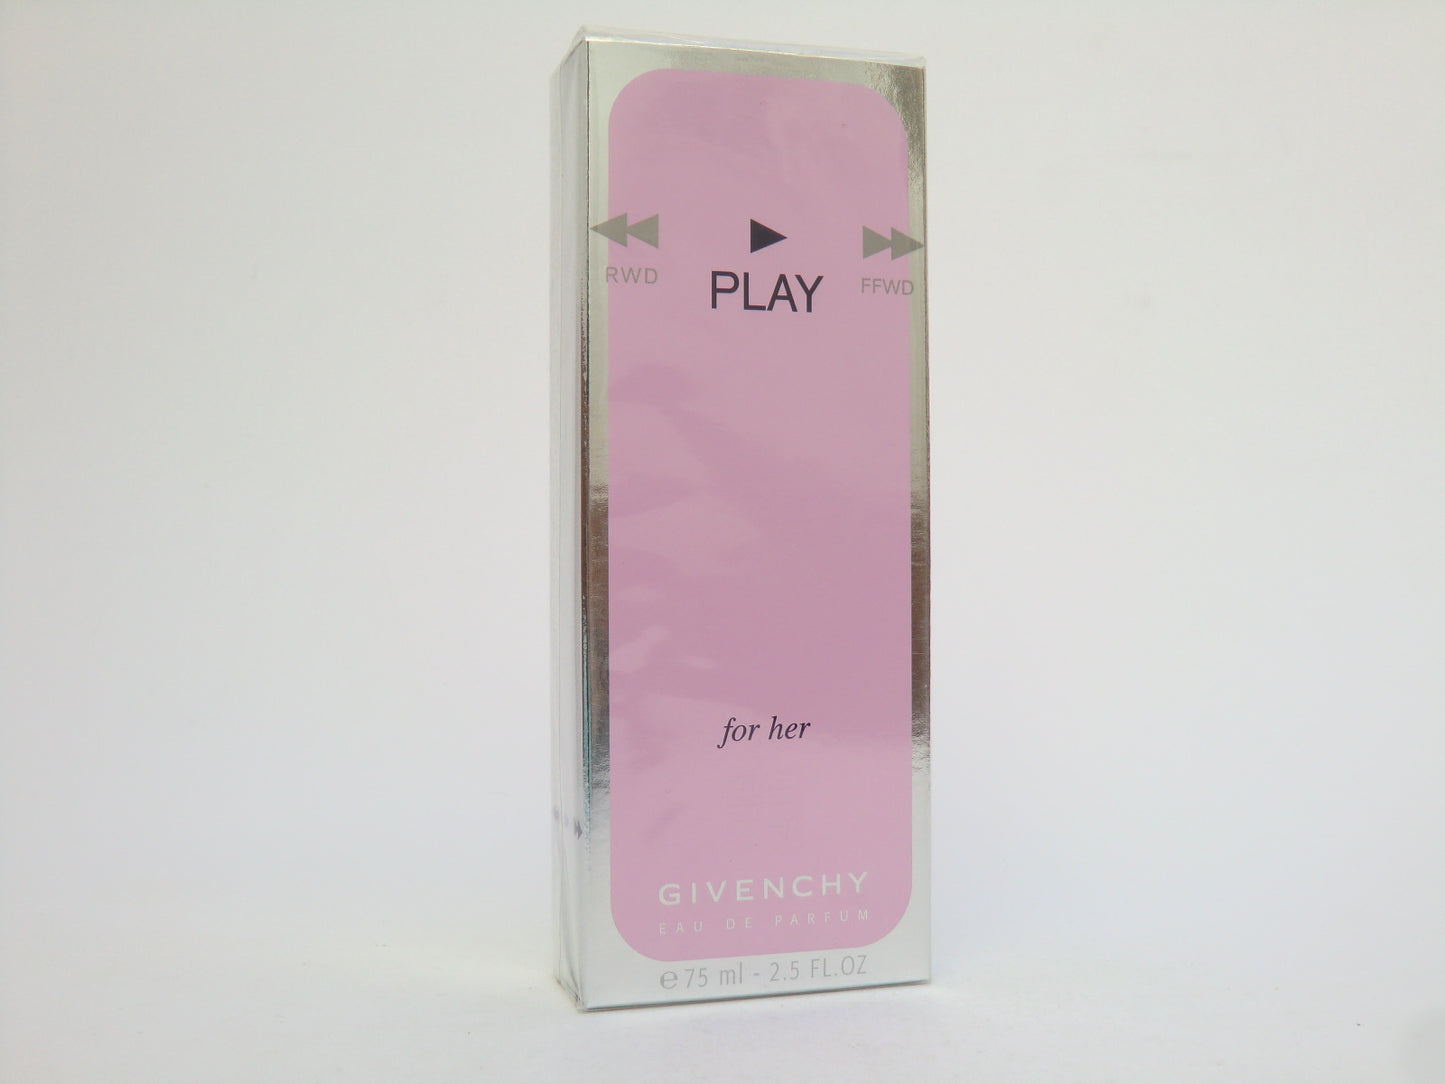 RWD PLAY FFWD
for her
GIVENCHY
EAU DE PARFUM
e 75 ml - 2.5 FL.OZ